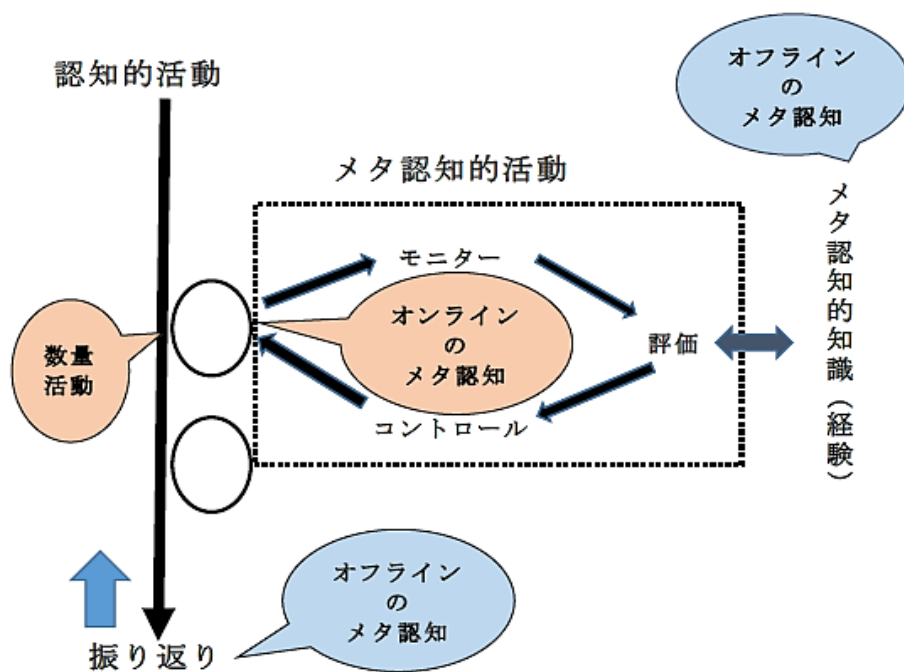 オフライン
の
メタ認知
認知的活動
メタ認知的活動
メタ認知的知識（経験）
モニター
オンライン
の
メタ認知
数量
活動
評価
コントロール
オフライン
の
メタ認知
振り返り